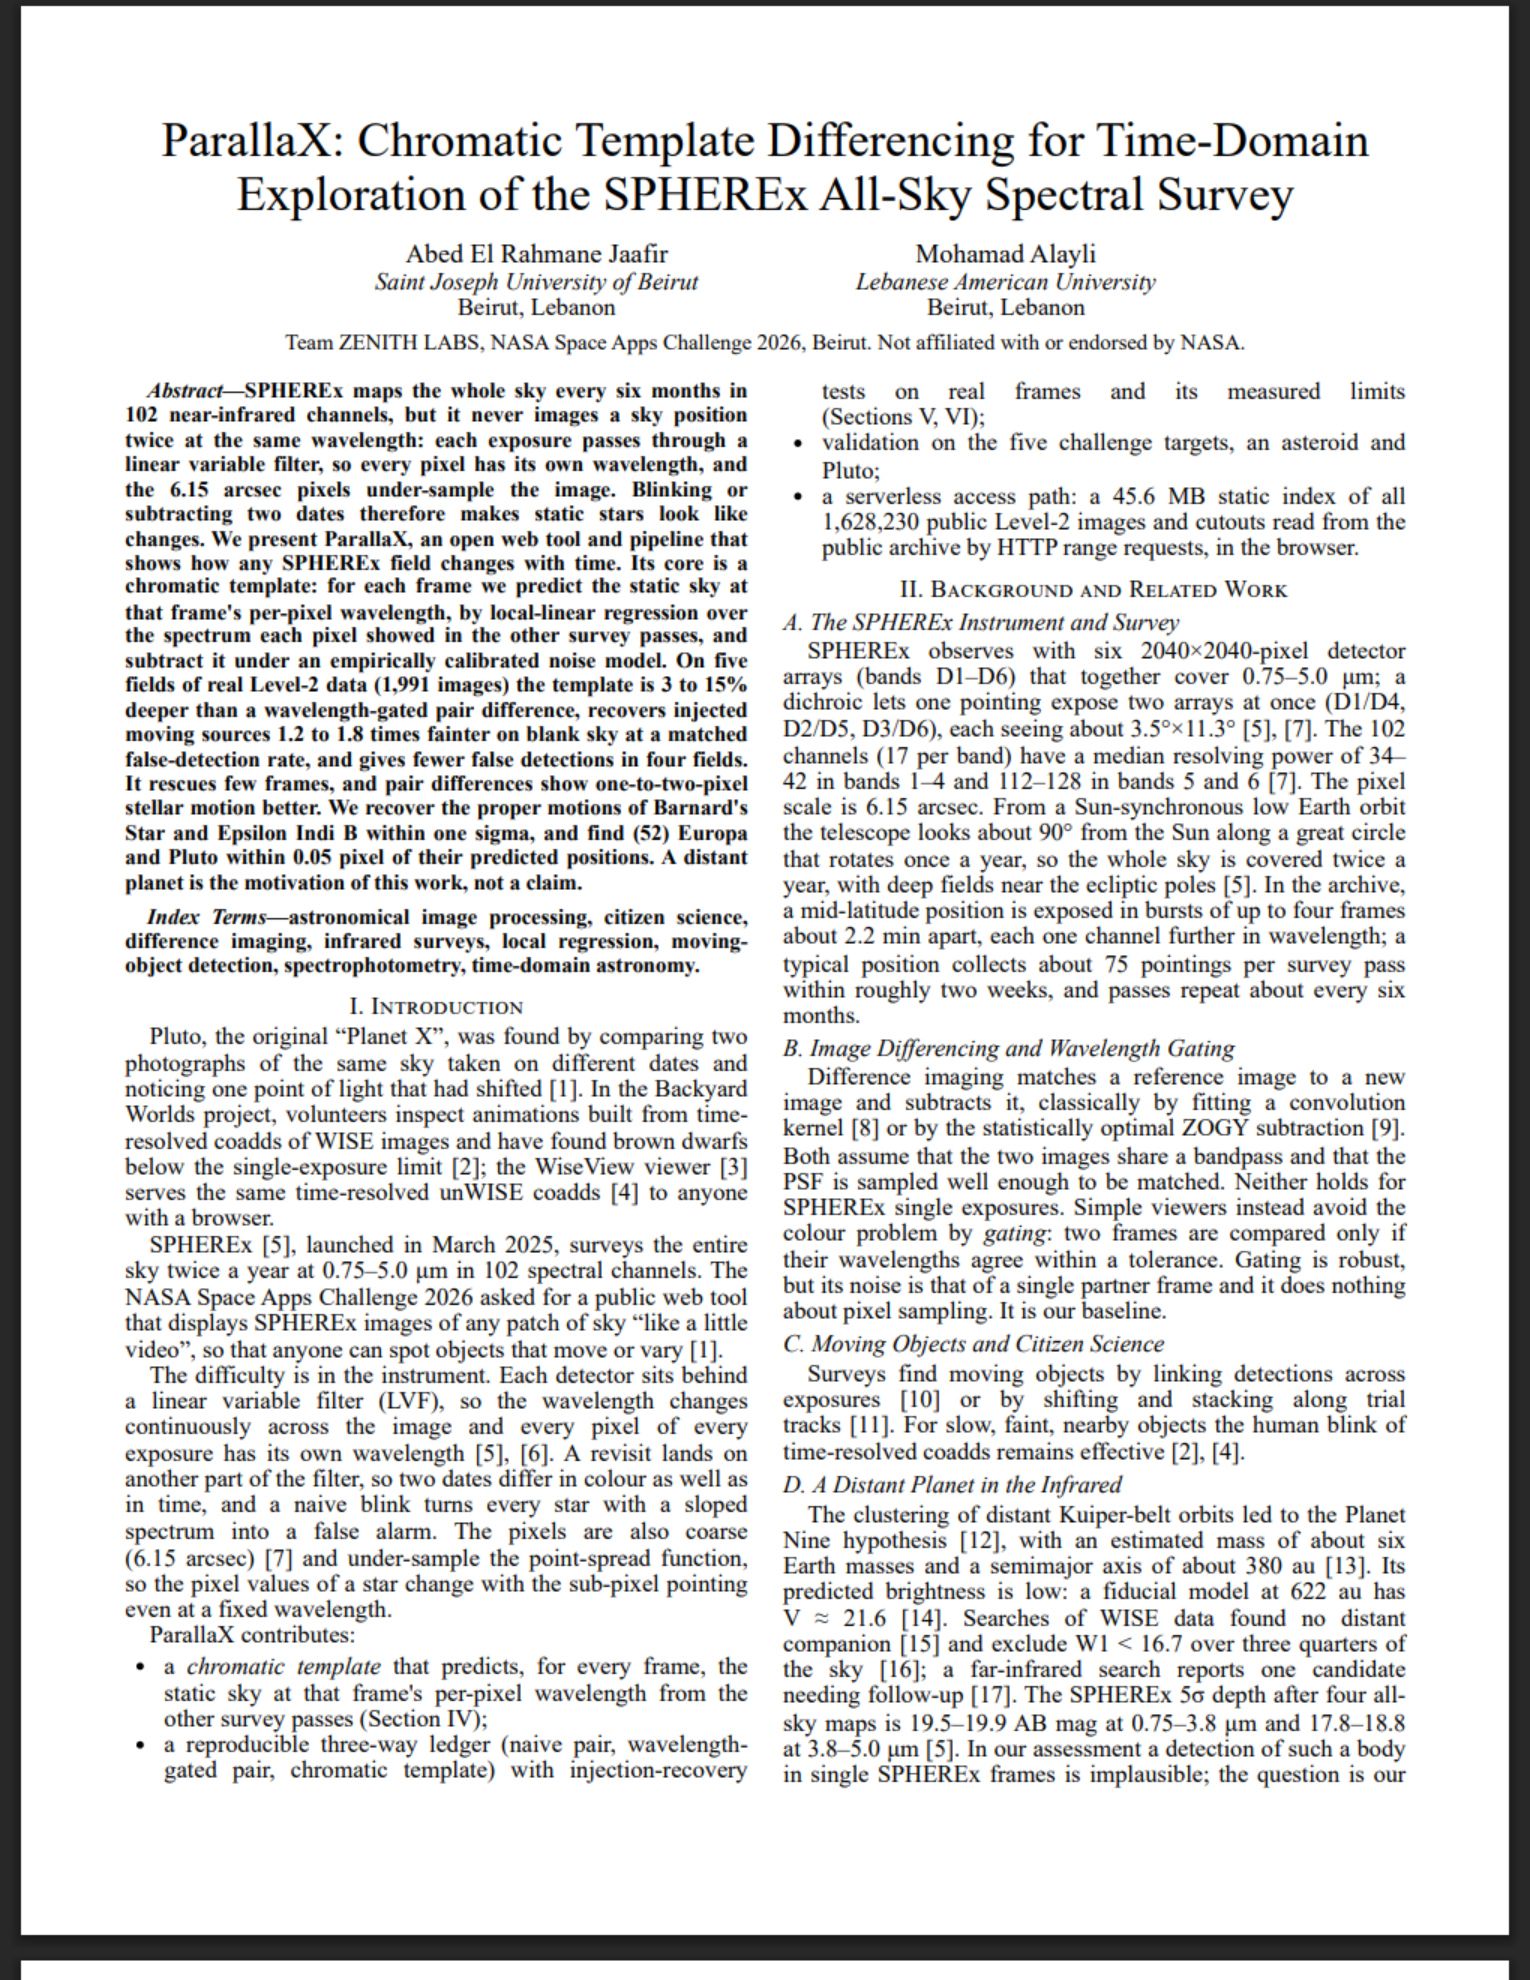 ParallaX: Chromatic Template Differencing for Time-Domain
Exploration of the SPHEREx All-Sky Spectral Survey
Abed El Rahmane Jaafir
Saint Joseph University of Beirut
Beirut, Lebanon
Mohamad Alayli
Lebanese American University
Beirut, Lebanon
Team ZENITH LABS, NASA Space Apps Challenge 2026, Beirut. Not affiliated with or endorsed by NASA.
Abstract—SPHEREx maps the whole sky every six months in
102 near-infrared channels, but it never images a sky position
twice at the same wavelength: each exposure passes through a
linear variable filter, so every pixel has its own wavelength, and
the 6.15 arcsec pixels under-sample the image. Blinking or
subtracting two dates therefore makes static stars look like
changes. We present ParallaX, an open web tool and pipeline that
shows how any SPHEREx field changes with time. Its core is a
chromatic template: for each frame we predict the static sky at
that frame's per-pixel wavelength, by local-linear regression over
the spectrum each pixel showed in the other survey passes, and
subtract it under an empirically calibrated noise model. On five
fields of real Level-2 data (1,991 images) the template is 3 to 15%
deeper than a wavelength-gated pair difference, recovers injected
moving sources 1.2 to 1.8 times fainter on blank sky at a matched
false-detection rate, and gives fewer false detections in four fields.
It rescues few frames, and pair differences show one-to-two-pixel
stellar motion better. We recover the proper motions of Barnard's
Star and Epsilon Indi B within one sigma, and find (52) Europa
and Pluto within 0.05 pixel of their predicted positions. A distant
planet is the motivation of this work, not a claim.
Index Terms—astronomical image processing, citizen science,
difference imaging, infrared surveys, local regression, moving-
object detection, spectrophotometry, time-domain astronomy.
I. INTRODUCTION
Pluto, the original “Planet X”, was found by comparing two
photographs of the same sky taken on different dates and
noticing one point of light that had shifted [1]. In the Backyard
Worlds project, volunteers inspect animations built from time-
resolved coadds of WISE images and have found brown dwarfs
below the single-exposure limit [2]; the WiseView viewer [3]
serves the same time-resolved unWISE coadds [4] to anyone
with a browser.
SPHEREx [5], launched in March 2025, surveys the entire
sky twice a year at 0.75–5.0 µm in 102 spectral channels. The
NASA Space Apps Challenge 2026 asked for a public web tool
that displays SPHEREx images of any patch of sky “like a little
video”, so that anyone can spot objects that move or vary [1].
The difficulty is in the instrument. Each detector sits behind
a linear variable filter (LVF), so the wavelength changes
continuously across the image and every pixel of every
exposure has its own wavelength [5], [6]. A revisit lands on
another part of the filter, so two dates differ in colour as well as
in time, and a naive blink turns every star with a sloped
spectrum into a false alarm. The pixels are also coarse
(6.15 arcsec) [7] and under-sample the point-spread function,
so the pixel values of a star change with the sub-pixel pointing
even at a fixed wavelength.
ParallaX contributes:
• a chromatic template that predicts, for every frame, the
static sky at that frame's per-pixel wavelength from the
other survey passes (Section IV);
• a reproducible three-way ledger (naive pair, wavelength-
gated pair, chromatic template) with injection-recovery
tests on real frames and its measured limits
(Sections V, VI);
• validation on the five challenge targets, an asteroid and
Pluto;
• a serverless access path: a 45.6 MB static index of all
1,628,230 public Level-2 images and cutouts read from the
public archive by HTTP range requests, in the browser.
II. BACKGROUND AND RELATED WORK
A. The SPHEREx Instrument and Survey
SPHEREx observes with six 2040×2040-pixel detector
arrays (bands D1–D6) that together cover 0.75–5.0 µm; a
dichroic lets one pointing expose two arrays at once (D1/D4,
D2/D5, D3/D6), each seeing about 3.5°×11.3° [5], [7]. The 102
channels (17 per band) have a median resolving power of 34–
42 in bands 1–4 and 112–128 in bands 5 and 6 [7]. The pixel
scale is 6.15 arcsec. From a Sun-synchronous low Earth orbit
the telescope looks about 90° from the Sun along a great circle
that rotates once a year, so the whole sky is covered twice a
year, with deep fields near the ecliptic poles [5]. In the archive,
a mid-latitude position is exposed in bursts of up to four frames
about 2.2 min apart, each one channel further in wavelength; a
typical position collects about 75 pointings per survey pass
within roughly two weeks, and passes repeat about every six
months.
B. Image Differencing and Wavelength Gating
Difference imaging matches a reference image to a new
image and subtracts it, classically by fitting a convolution
kernel [8] or by the statistically optimal ZOGY subtraction [9].
Both assume that the two images share a bandpass and that the
PSF is sampled well enough to be matched. Neither holds for
SPHEREx single exposures. Simple viewers instead avoid the
colour problem by gating: two frames are compared only if
their wavelengths agree within a tolerance. Gating is robust,
but its noise is that of a single partner frame and it does nothing
about pixel sampling. It is our baseline.
C. Moving Objects and Citizen Science
Surveys find moving objects by linking detections across
exposures [10] or by shifting and stacking along trial
tracks [11]. For slow, faint, nearby objects the human blink of
time-resolved coadds remains effective [2], [4].
D. A Distant Planet in the Infrared
The clustering of distant Kuiper-belt orbits led to the Planet
Nine hypothesis [12], with an estimated mass of about six
Earth masses and a semimajor axis of about 380 au [13]. Its
predicted brightness is low: a fiducial model at 622 au has
V ≈ 21.6 [14]. Searches of WISE data found no distant
companion [15] and exclude W1 < 16.7 over three quarters of
the sky [16]; a far-infrared search reports one candidate
needing follow-up [17]. The SPHEREx 5σ depth after four all-
sky maps is 19.5–19.9 AB mag at 0.75–3.8 µm and 17.8–18.8
at 3.8–5.0 µm [5]. In our assessment a detection of such a body
in single SPHEREx frames is implausible; the question is our